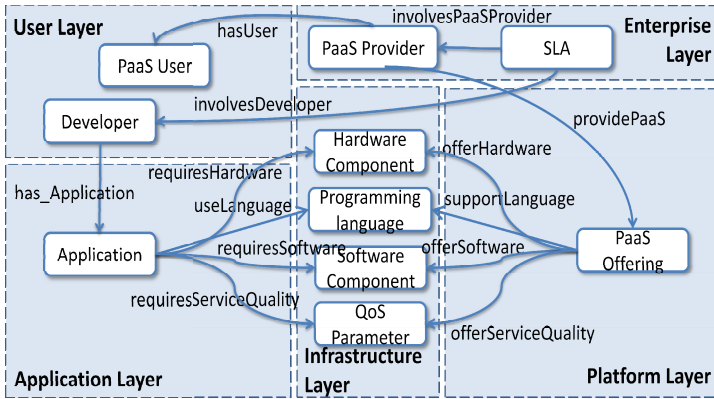 User Layer
hasUser
involvesPaaSProvider
Enterprise
Layer
PaaS User
PaaS Provider
SLA
Developer
involvesDeveloper
providePaaS
has_Application
requiresHardware
Hardware
Component
offerHardware
useLanguage
Programming
language
supportLanguage
Application
requiresSoftware
Software
Component
offerSoftware
PaaS
Offering
requiresServiceQuality
QoS
Parameter
offerServiceQuality
Application Layer
Infrastructure
Layer
Platform Layer